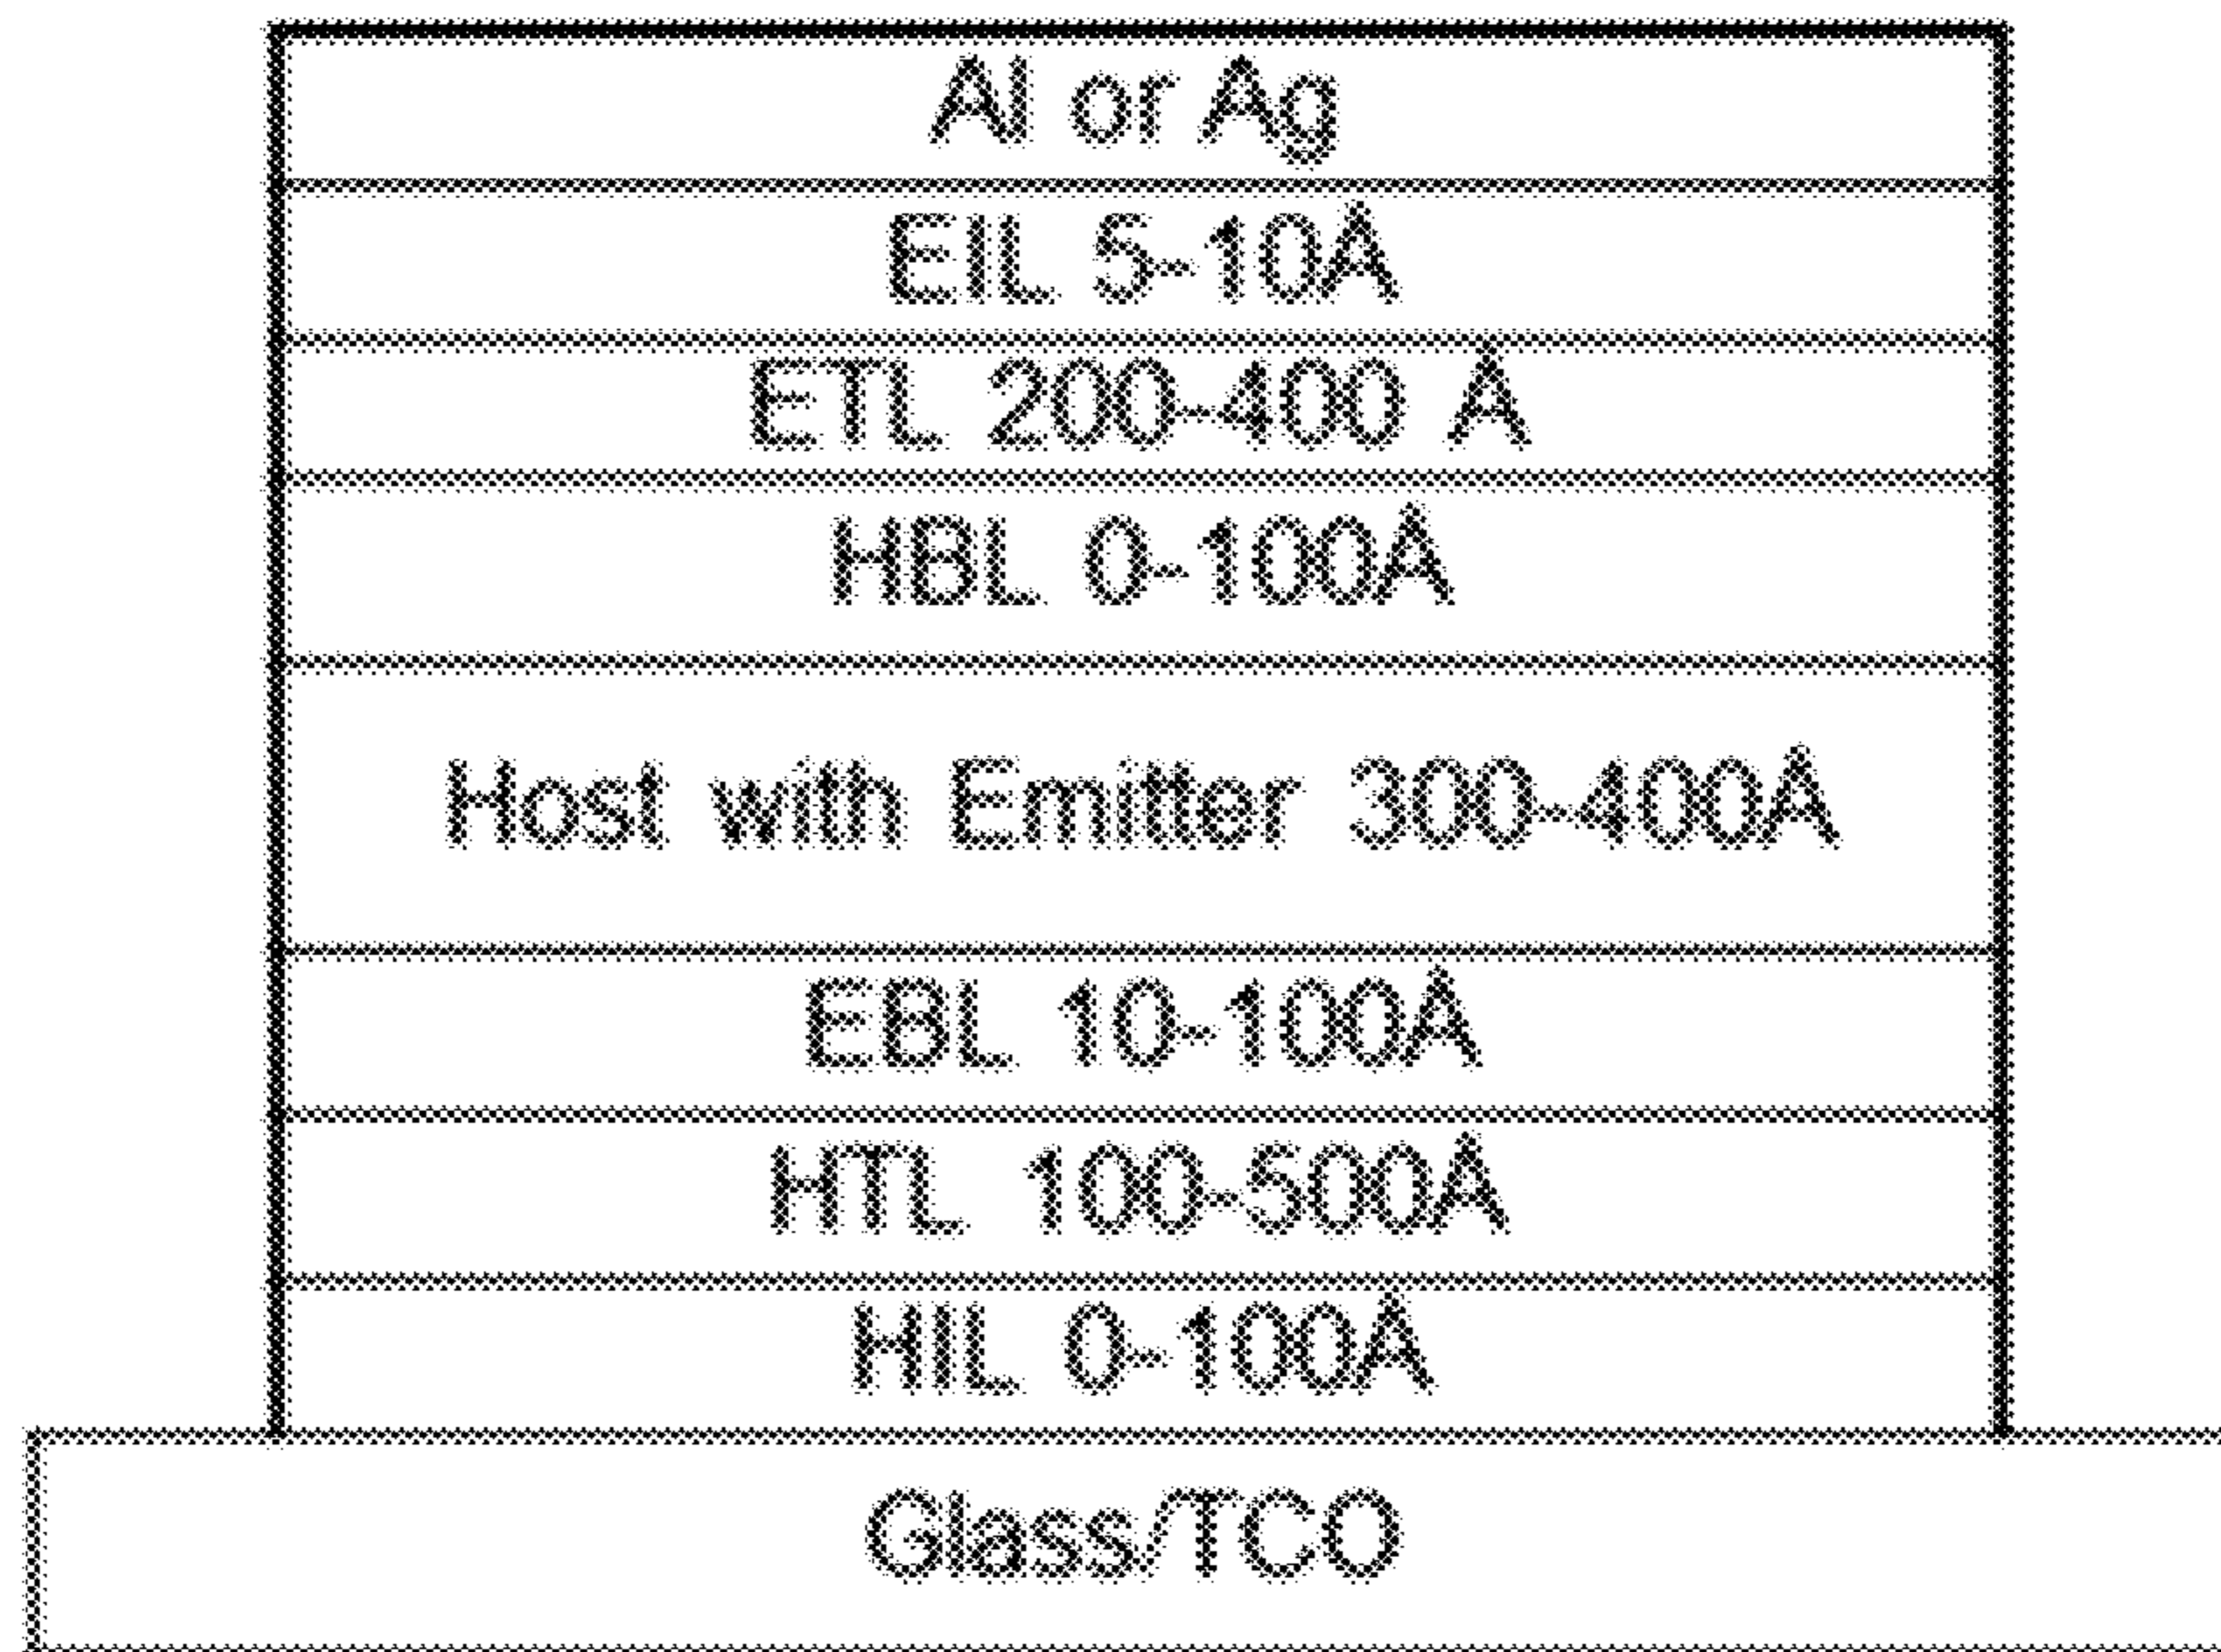 Al or Ag
EIL 5-10Å
ETL 200-400 Å
HBL 0-100Å
Host with Emitter 300-400Å
EBL 10-100Å
HTL 100-500Å
HIL 0-100Å
Glass/TCO